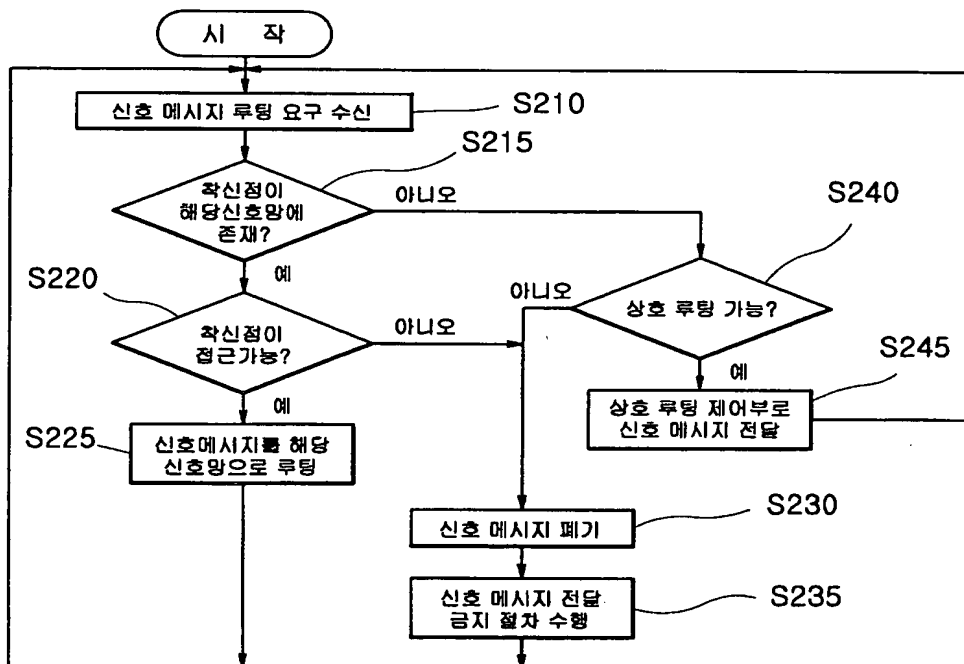 시 작
신호 메시지 루팅 요구 수신
S210
S215
착신점이
해당신호망에
존재?
아니오
예
S240
상호 루팅 가능?
아니오
예
S220
착신점이
접근가능?
아니오
예
S245
상호 루팅 제어부로
신호 메시지 전달
S225
신호메시지를 해당
신호망으로 루팅
S230
신호 메시지 폐기
S235
신호 메시지 전달
금지 절차 수행